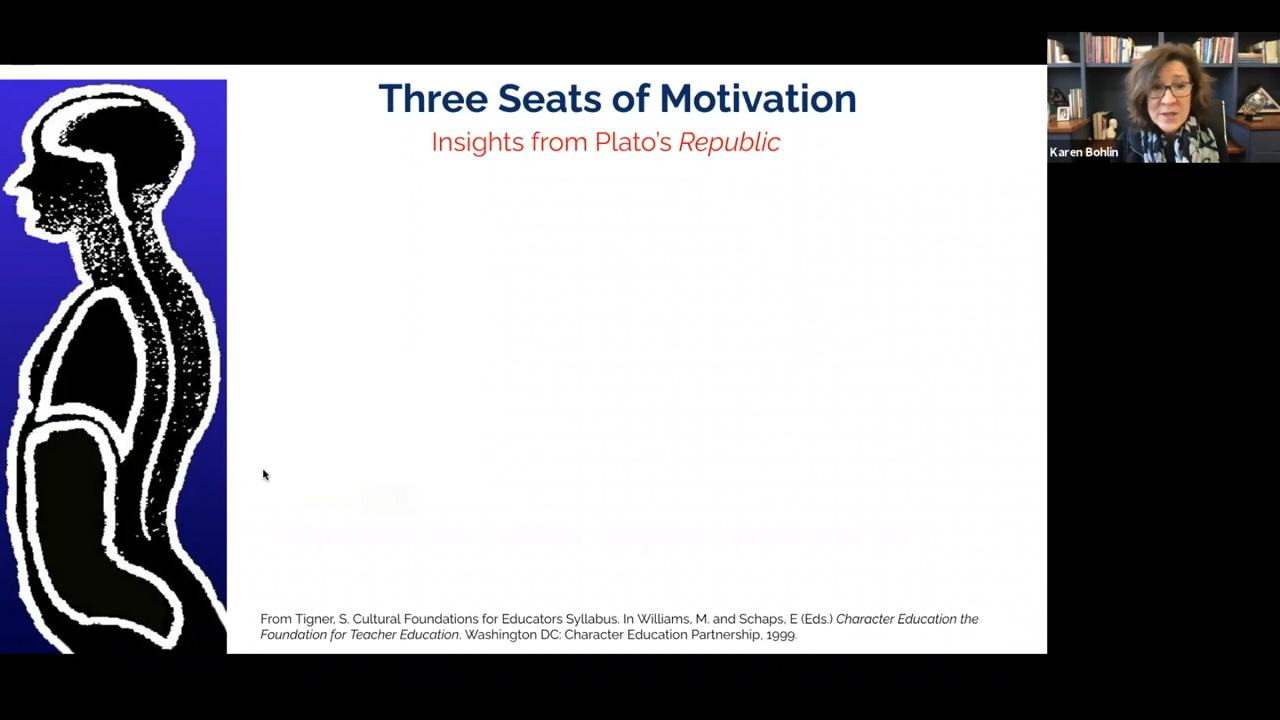 Three Seats of Motivation
Insights from Plato's Republic
Karen Bohlin
From Tigner, S. Cultural Foundations for Educators Syllabus. In Williams, M. and Schaps, E (Eds.) Character Education the
Foundation for Teacher Education. Washington DC: Character Education Partnership, 1999.